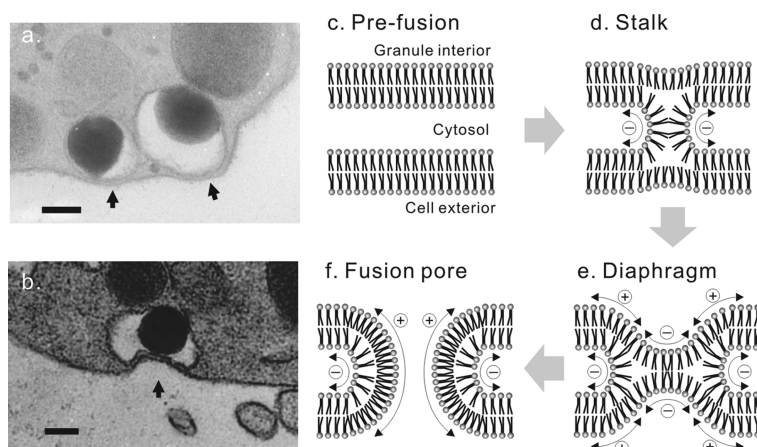 a.
b.
c. Pre-fusion
Granule interior
Cytosol
Cell exterior
d. Stalk
−
−
e. Diaphragm
+
+
−
−
−
−
+
+
f. Fusion pore
+
+
−
−